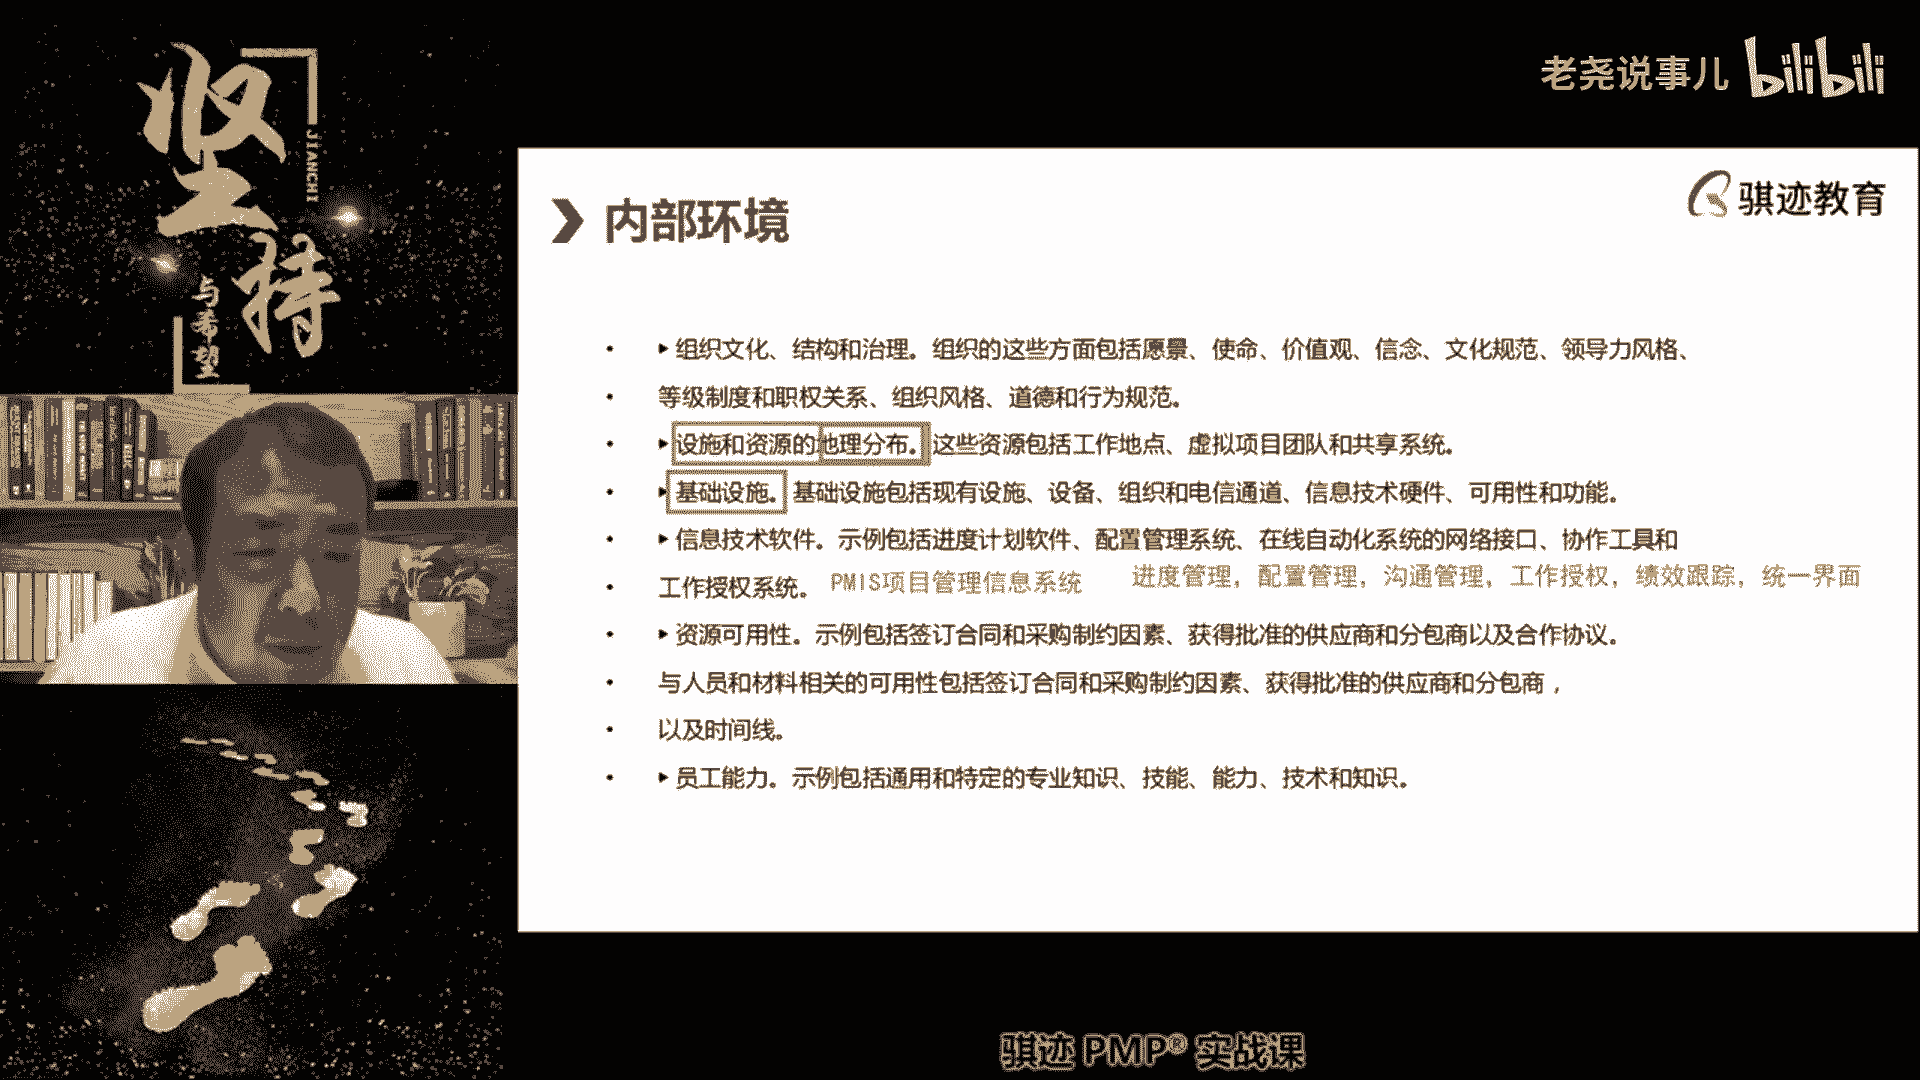 坚持
JIANCHI
与希望
老尧说事儿 bilibili
骐迹教育
内部环境
• ▸组织文化、结构和治理。组织的这些方面包括愿景、使命、价值观、信念、文化规范、领导力风格、
• 等级制度和职权关系、组织风格、道德和行为规范。
• ▸设施和资源的地理分布。这些资源包括工作地点、虚拟项目团队和共享系统。
• ▸基础设施。基础设施包括现有设施、设备、组织和电信通道、信息技术硬件、可用性和功能。
• ▸信息技术软件。示例包括进度计划软件、配置管理系统、在线自动化系统的网络接口、协作工具和
• 工作授权系统。 PMIS项目管理信息系统 进度管理，配置管理，沟通管理，工作授权，绩效跟踪，统一界面
• ▸资源可用性。示例包括签订合同和采购制约因素、获得批准的供应商和分包商以及合作协议。
• 与人员和材料相关的可用性包括签订合同和采购制约因素、获得批准的供应商和分包商，
• 以及时间线。
• ▸员工能力。示例包括通用和特定的专业知识、技能、能力、技术和知识。
骐迹 PMP® 实战课